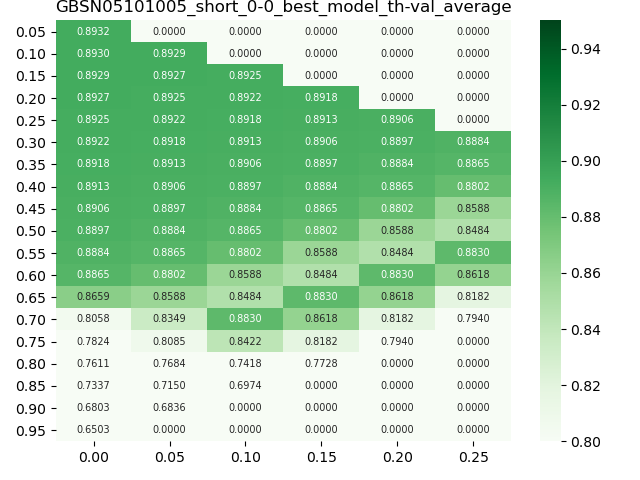 GBSN05101005_short_0-0_best_model_th-val_average
0.05 0.8932 0.0000 0.0000 0.0000 0.0000 0.0000
0.10 0.8930 0.8929 0.0000 0.0000 0.0000 0.0000
0.15 0.8929 0.8927 0.8925 0.0000 0.0000 0.0000
0.20 0.8927 0.8925 0.8922 0.8918 0.0000 0.0000
0.25 0.8925 0.8922 0.8918 0.8913 0.8906 0.0000
0.30 0.8922 0.8918 0.8913 0.8906 0.8897 0.8884
0.35 0.8918 0.8913 0.8906 0.8897 0.8884 0.8865
0.40 0.8913 0.8906 0.8897 0.8884 0.8865 0.8802
0.45 0.8906 0.8897 0.8884 0.8865 0.8802 0.8588
0.50 0.8897 0.8884 0.8865 0.8802 0.8588 0.8484
0.55 0.8884 0.8865 0.8802 0.8588 0.8484 0.8830
0.60 0.8865 0.8802 0.8588 0.8484 0.8830 0.8618
0.65 0.8659 0.8588 0.8484 0.8830 0.8618 0.8182
0.70 0.8058 0.8349 0.8830 0.8618 0.8182 0.7940
0.75 0.7824 0.8085 0.8422 0.8182 0.7940 0.0000
0.80 0.7611 0.7684 0.7418 0.7728 0.0000 0.0000
0.85 0.7337 0.7150 0.6974 0.0000 0.0000 0.0000
0.90 0.6803 0.6836 0.0000 0.0000 0.0000 0.0000
0.95 0.6503 0.0000 0.0000 0.0000 0.0000 0.0000
0.00 0.05 0.10 0.15 0.20 0.25
0.94
0.92
0.90
0.88
0.86
0.84
0.82
0.80